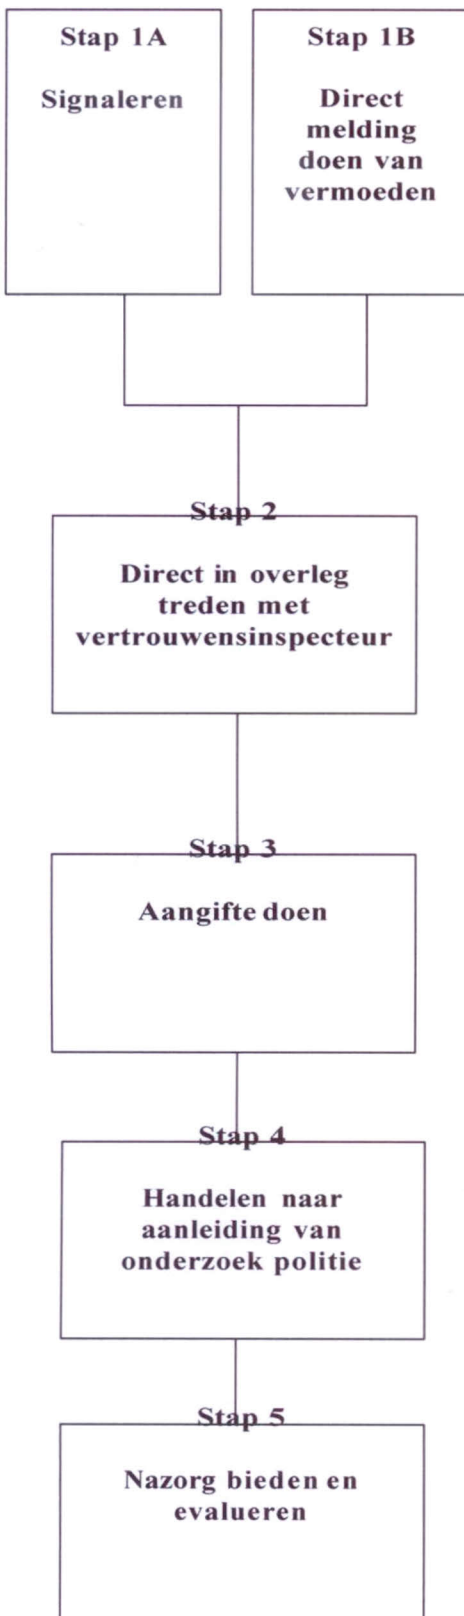 Stap 1A
Signaleren
Stap 1B
Direct
melding
doen van
vermoeden
Stap 2
Direct in overleg
treden met
vertrouwensinspecteur
Stap 3
Aangifte doen
Stap 4
Handelen naar
aanleiding van
onderzoek politie
Stap 5
Nazorg bieden en
evalueren